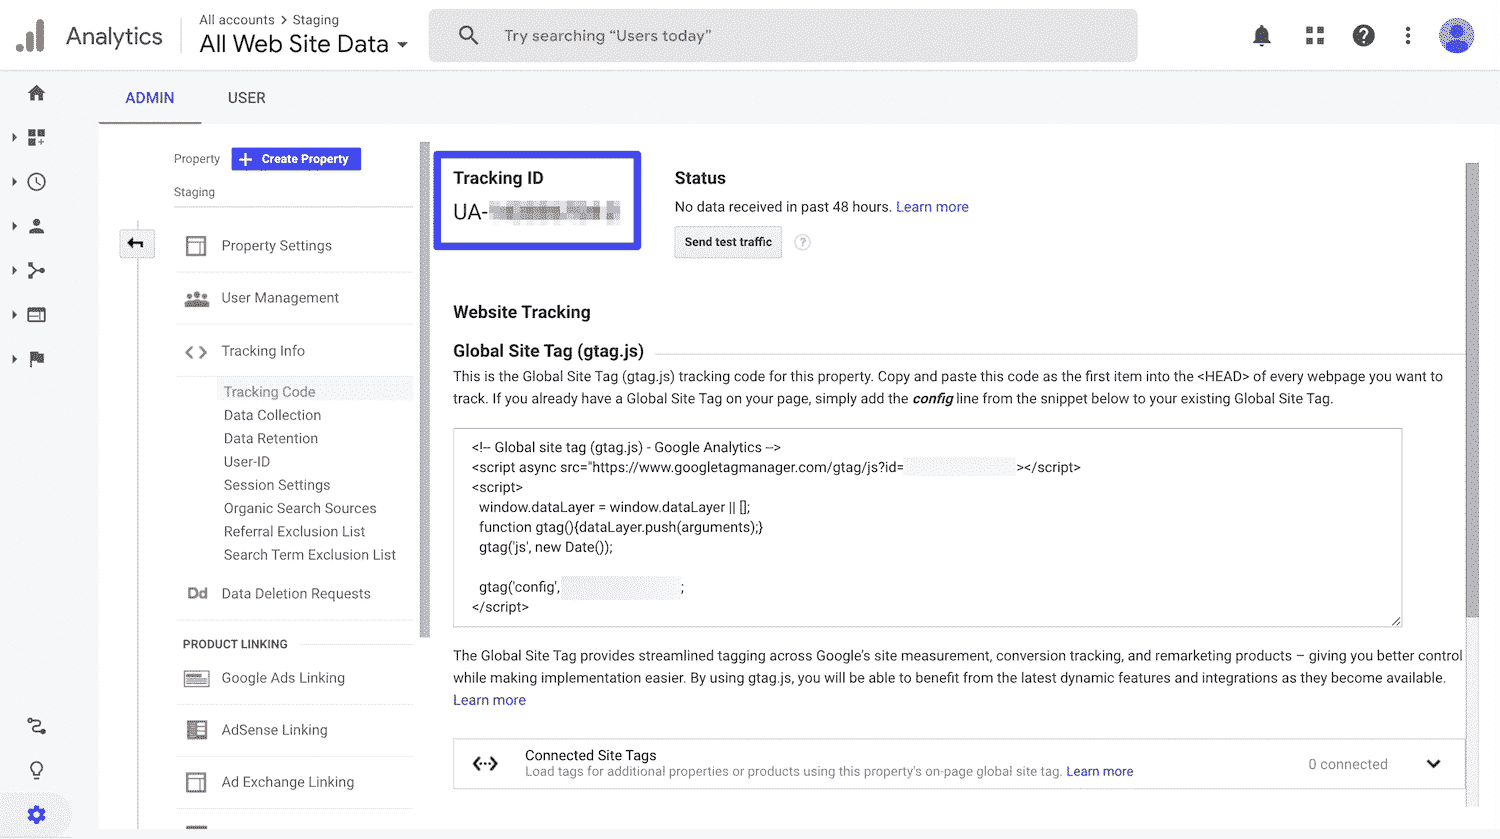 Analytics
All accounts > Staging
All Web Site Data
Try searching “Users today”
ADMIN
USER
Property
+ Create Property
Staging
Property Settings
User Management
Tracking Info
Tracking Code
Data Collection
Data Retention
User-ID
Session Settings
Organic Search Sources
Referral Exclusion List
Search Term Exclusion List
Dd Data Deletion Requests
PRODUCT LINKING
Google Ads Linking
AdSense Linking
Ad Exchange Linking
Tracking ID
UA-
Status
No data received in past 48 hours. Learn more
Send test traffic ?
Website Tracking
Global Site Tag (gtag.js)
This is the Global Site Tag (gtag.js) tracking code for this property. Copy and paste this code as the first item into the <HEAD> of every webpage you want to
track. If you already have a Global Site Tag on your page, simply add the config line from the snippet below to your existing Global Site Tag.
<!-- Global site tag (gtag.js) - Google Analytics -->
<script async src="https://www.googletagmanager.com/gtag/js?id= ></script>
<script>
window.dataLayer = window.dataLayer || [];
function gtag(){dataLayer.push(arguments);}
gtag('js', new Date());
gtag('config', ;
</script>
The Global Site Tag provides streamlined tagging across Google’s site measurement, conversion tracking, and remarketing products – giving you better control
while making implementation easier. By using gtag.js, you will be able to benefit from the latest dynamic features and integrations as they become available.
Learn more
Connected Site Tags
Load tags for additional properties or products using this property's on-page global site tag. Learn more
0 connected